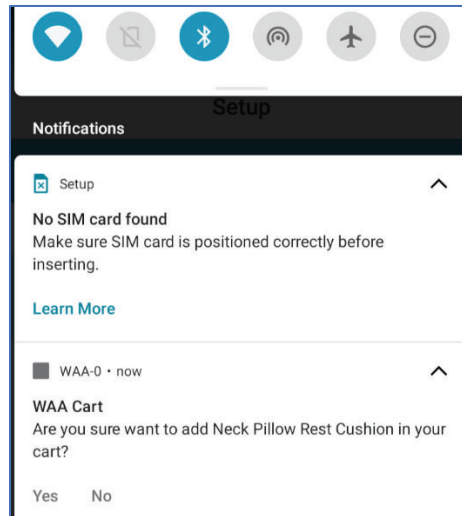 Setup
Notifications
Setup
No SIM card found
Make sure SIM card is positioned correctly before
inserting.
Learn More
WAA-0 • now
WAA Cart
Are you sure want to add Neck Pillow Rest Cushion in your
cart?
Yes No